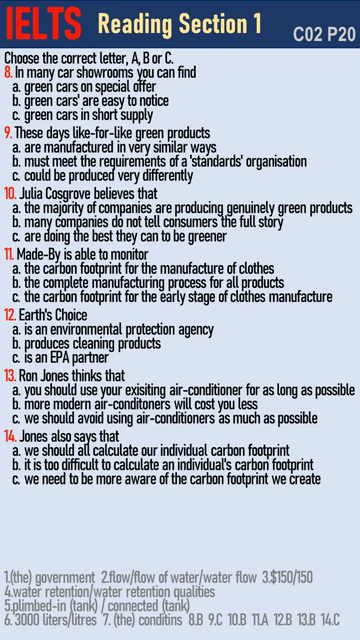 IELTS Reading Section 1 C02 P20
Choose the correct letter, A, B or C.
8. In many car showrooms you can find
a. green cars on special offer
b. green cars' are easy to notice
c. green cars in short supply
9. These days like-for-like green products
a. are manufactured in very similar ways
b. must meet the requirements of a 'standards' organisation
c. could be produced very differently
10. Julia Cosgrove believes that
a. the majority of companies are producing genuinely green products
b. many companies do not tell consumers the full story
c. are doing the best they can to be greener
11. Made-By is able to monitor
a. the carbon footprint for the manufacture of clothes
b. the complete manufacturing process for all products
c. the carbon footprint for the early stage of clothes manufacture
12. Earth's Choice
a. is an environmental protection agency
b. produces cleaning products
c. is an EPA partner
13. Ron Jones thinks that
a. you should use your exisiting air-conditioner for as long as possible
b. more modern air-conditoners will cost you less
c. we should avoid using air-conditioners as much as possible
14. Jones also says that
a. we should all calculate our individual carbon footprint
b. it is too difficult to calculate an individual's carbon footprint
c. we need to be more aware of the carbon footprint we create
1.(the) government 2.flow/flow of water/water flow 3.$150/150
4.water retention/water retention qualities
5.plimbed-in (tank) / connected (tank)
6. 3000 liters/litres 7. (the) conditins 8.B 9.C 10.B 11.A 12.B 13.B 14.C